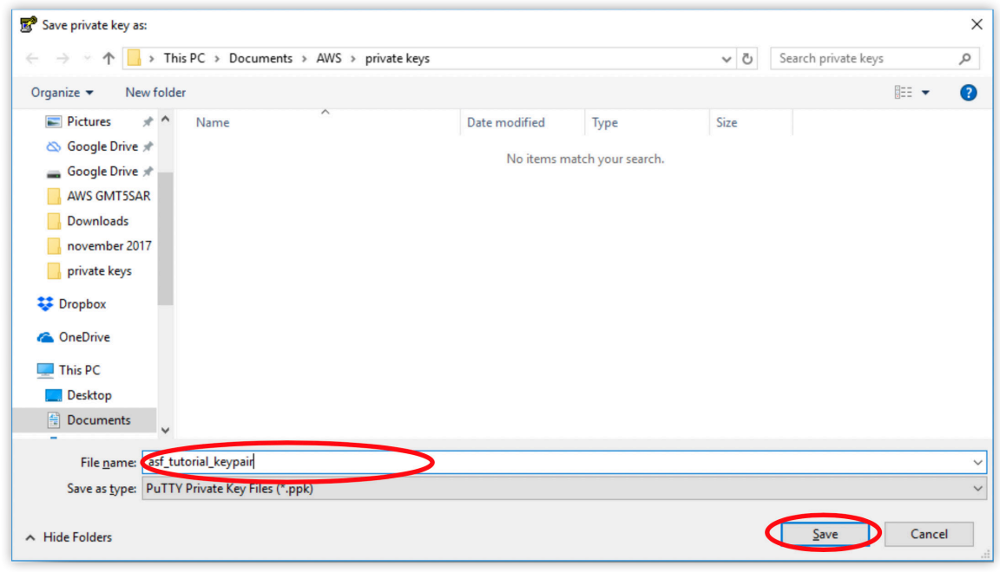 Save private key as:
This PC > Documents > AWS > private keys
Search private keys
Organize
New folder
Name
Date modified
Type
Size
No items match your search.
Pictures
Google Drive
Google Drive
AWS GMT5SAR
Downloads
november 2017
private keys
Dropbox
OneDrive
This PC
Desktop
Documents
File name: asf_tutorial_keypair
Save as type: PuTTY Private Key Files (*.ppk)
Hide Folders
Save
Cancel